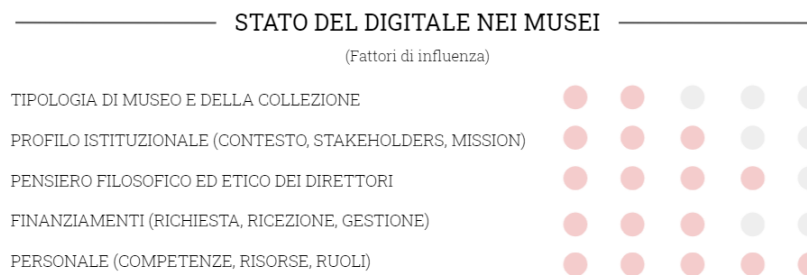 STATO DEL DIGITALE NEI MUSEI
(Fattori di influenza)
TIPOLOGIA DI MUSEO E DELLA COLLEZIONE
PROFILO ISTITUZIONALE (CONTESTO, STAKEHOLDERS, MISSION)
PENSIERO FILOSOFICO ED ETICO DEI DIRETTORI
FINANZIAMENTI (RICHIESTA, RICEZIONE, GESTIONE)
PERSONALE (COMPETENZE, RISORSE, RUOLI)